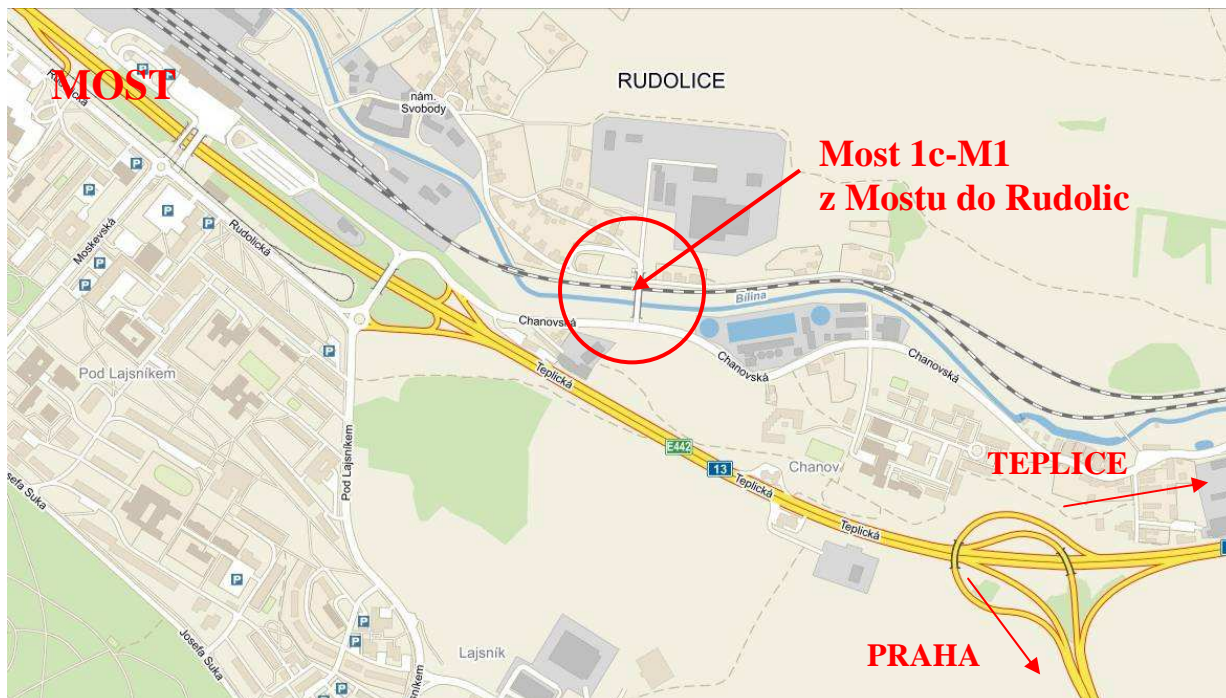 RUDOLICE
MOST
nám.
Svobody
Most 1c-M1
z Mostu do Rudolic
Moskevská
Rudolická
Bílina
Chanovská
Chanovská
Chanovská
Pod Lajsníkem
Teplická
E442
13
Chanov
TEPLICE
Pod Lajsníkem
Teplická
Teplická
Josefa Suka
Josefa Suka
Lajsník
PRAHA
P
P
P
P
P
P
P
P
P
P
P
P
P